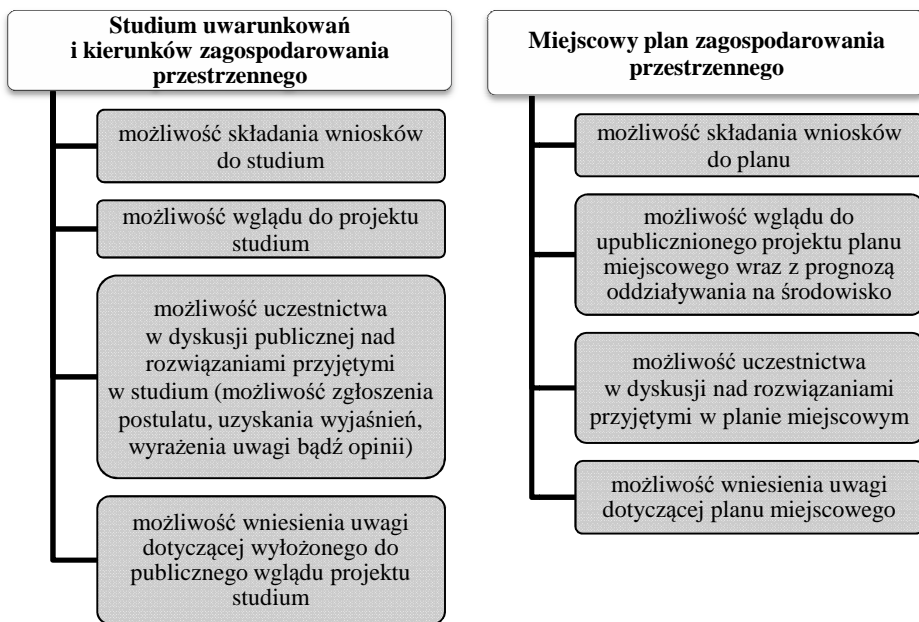 Studium uwarunkowań
i kierunków zagospodarowania
przestrzennego
możliwość składania wniosków
do studium
możliwość wglądu do projektu
studium
możliwość uczestnictwa
w dyskusji publicznej nad
rozwiązaniami przyjętymi
w studium (możliwość zgłoszenia
postulatu, uzyskania wyjaśnień,
wyrażenia uwagi bądź opinii)
możliwość wniesienia uwagi
dotyczącej wyłożonego do
publicznego wglądu projektu
studium
Miejscowy plan zagospodarowania
przestrzennego
możliwość składania wniosków
do planu
możliwość wglądu do
upublicznionego projektu planu
miejscowego wraz z prognozą
oddziaływania na środowisko
możliwość uczestnictwa
w dyskusji nad rozwiązaniami
przyjętymi w planie miejscowym
możliwość wniesienia uwagi
dotyczącej planu miejscowego